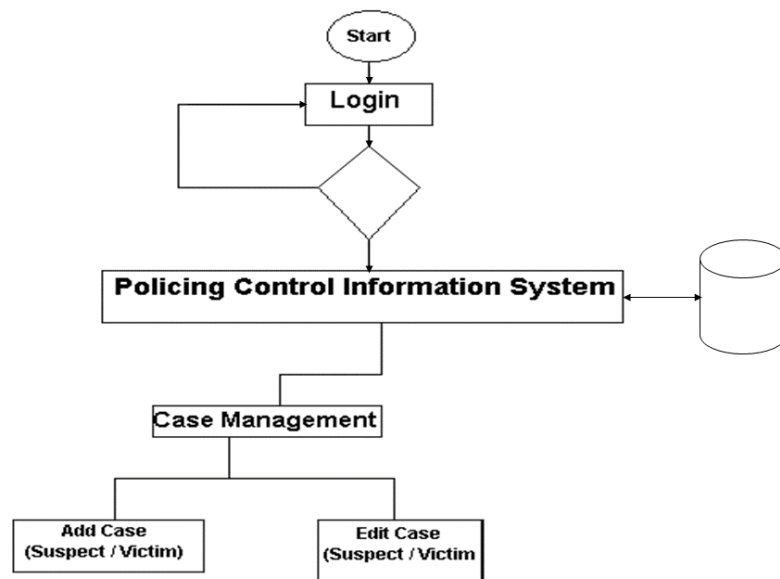 Start
Login
Policing Control Information System
Case Management
Add Case
(Suspect / Victim)
Edit Case
(Suspect / Victim